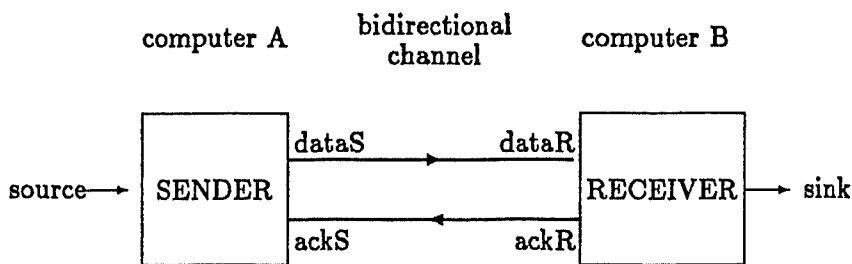 computer A
bidirectional
channel
computer B
dataS
dataR
source
SENDER
RECEIVER
sink
ackS
ackR